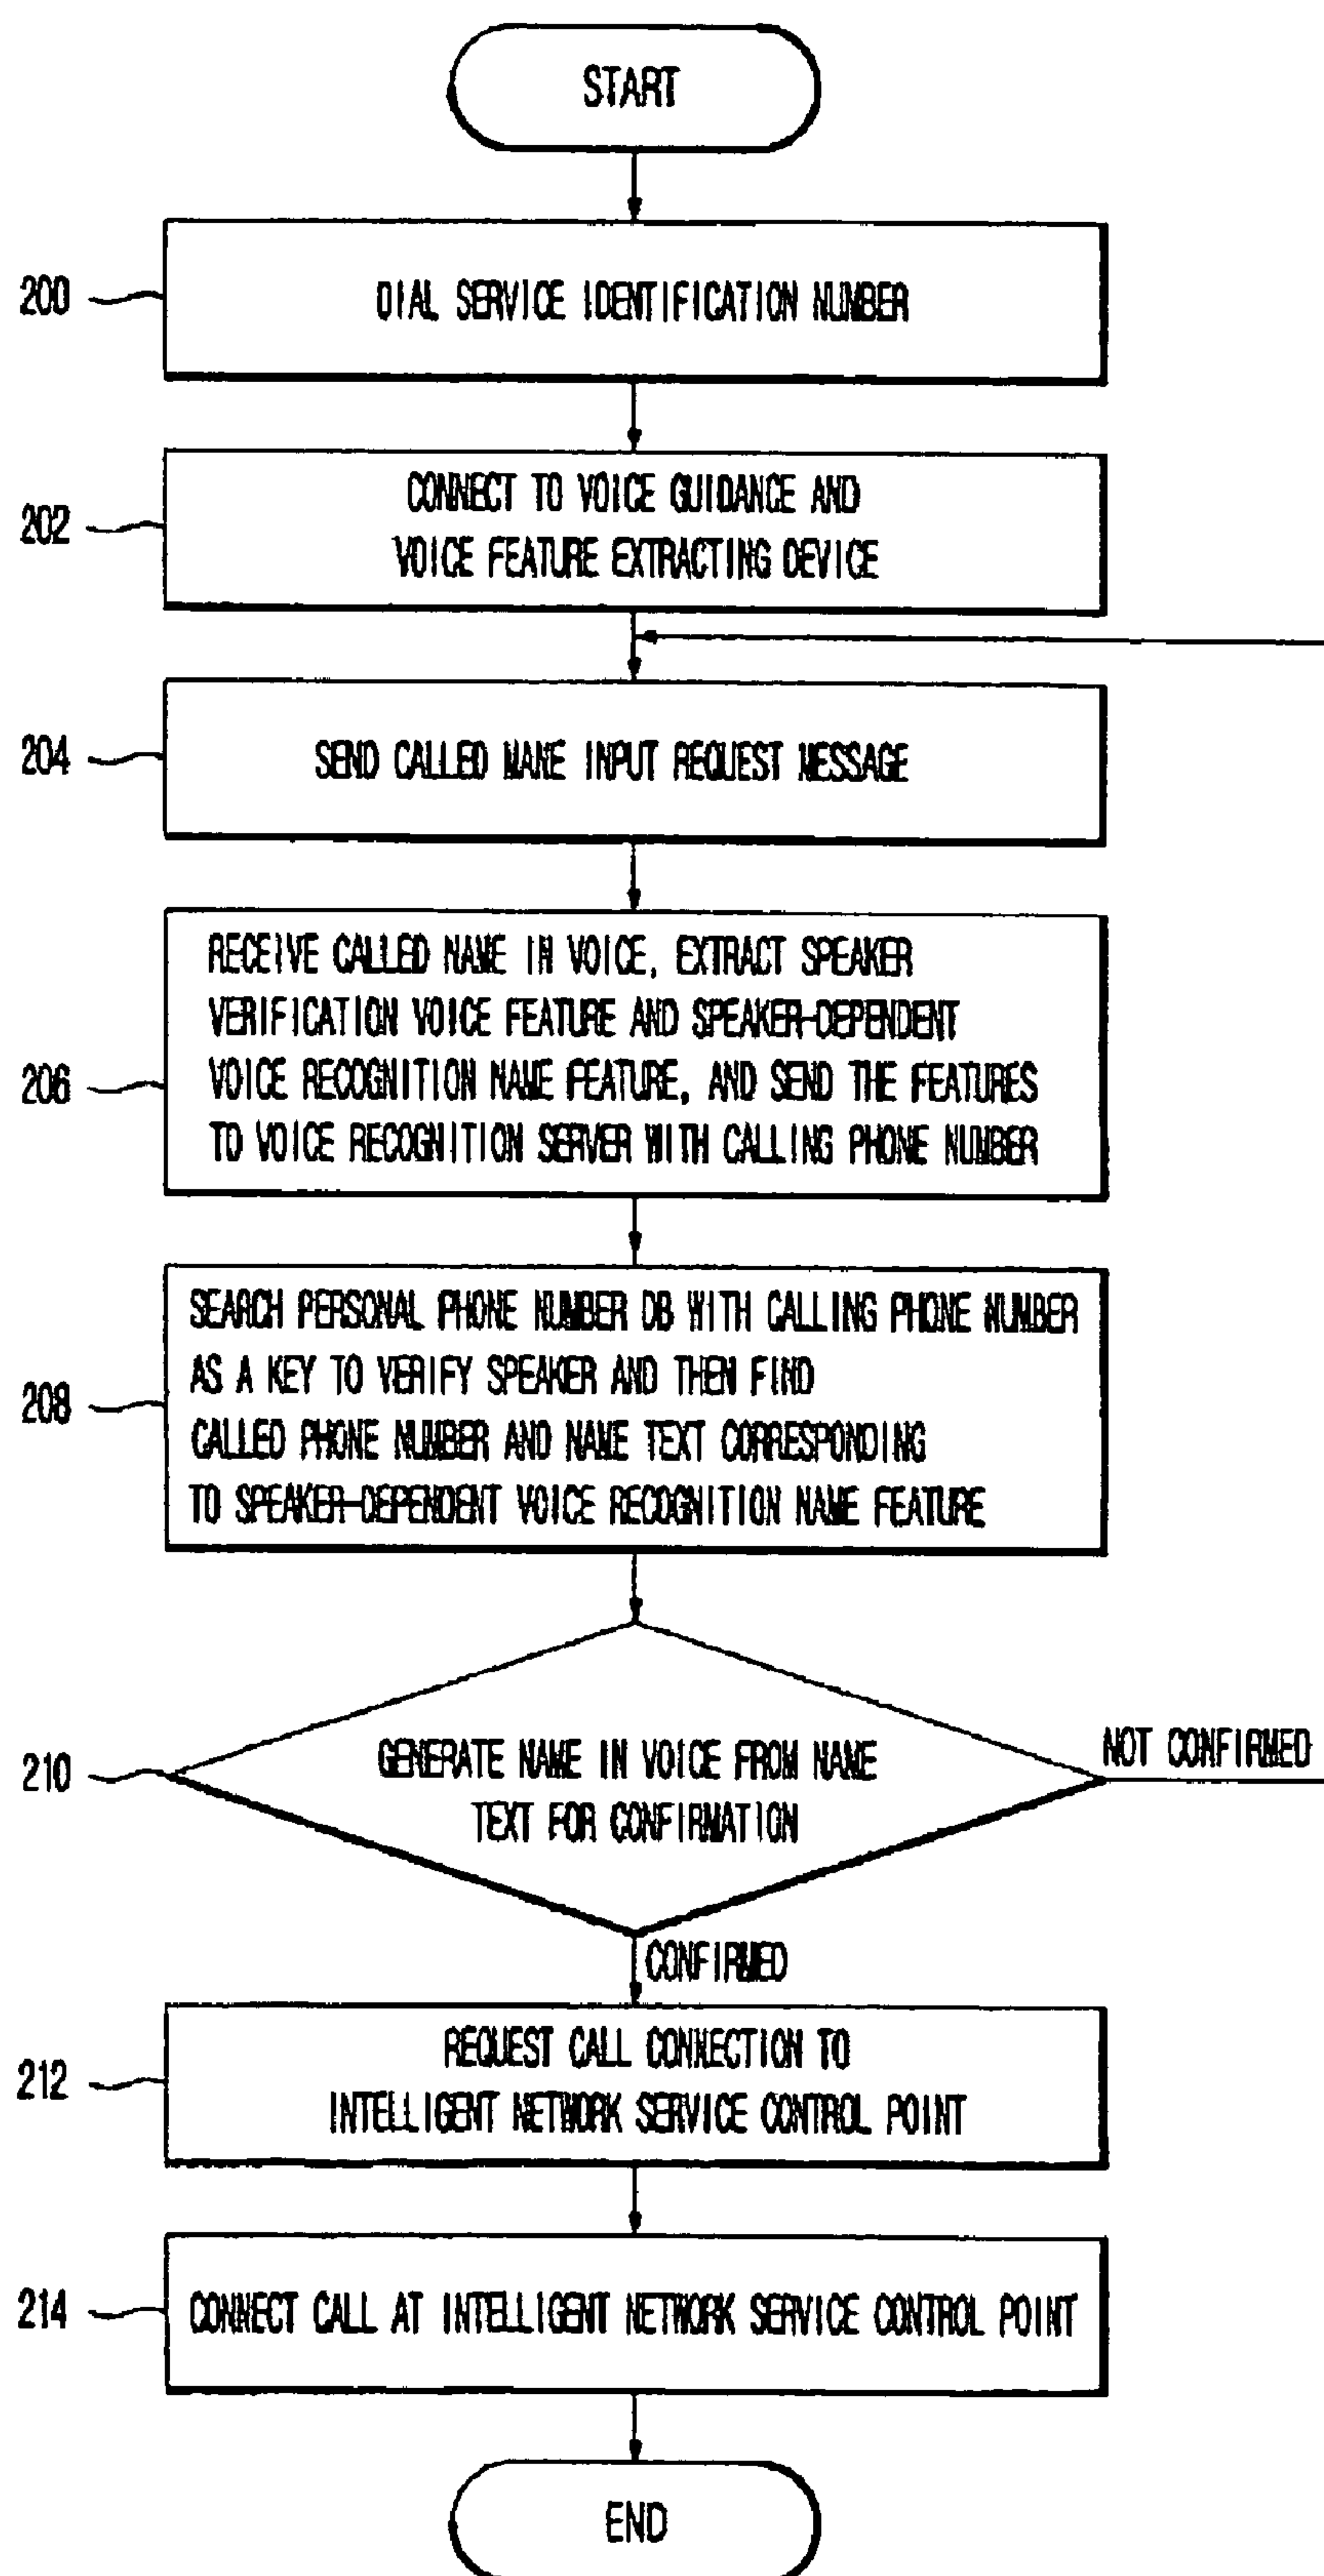 START
200
DIAL SERVICE IDENTIFICATION NUMBER
202
CONNECT TO VOICE GUIDANCE AND
VOICE FEATURE EXTRACTING DEVICE
204
SEND CALLED NAME INPUT REQUEST MESSAGE
206
RECEIVE CALLED NAME IN VOICE, EXTRACT SPEAKER
VERIFICATION VOICE FEATURE AND SPEAKER-DEPENDENT
VOICE RECOGNITION NAME FEATURE, AND SEND THE FEATURES
TO VOICE RECOGNITION SERVER WITH CALLING PHONE NUMBER
208
SEARCH PERSONAL PHONE NUMBER DB WITH CALLING PHONE NUMBER
AS A KEY TO VERIFY SPEAKER AND THEN FIND
CALLED PHONE NUMBER AND NAME TEXT CORRESPONDING
TO SPEAKER-DEPENDENT VOICE RECOGNITION NAME FEATURE
210
GENERATE NAME IN VOICE FROM NAME
TEXT FOR CONFIRMATION
NOT CONFIRMED
CONFIRMED
212
REQUEST CALL CONNECTION TO
INTELLIGENT NETWORK SERVICE CONTROL POINT
214
CONNECT CALL AT INTELLIGENT NETWORK SERVICE CONTROL POINT
END